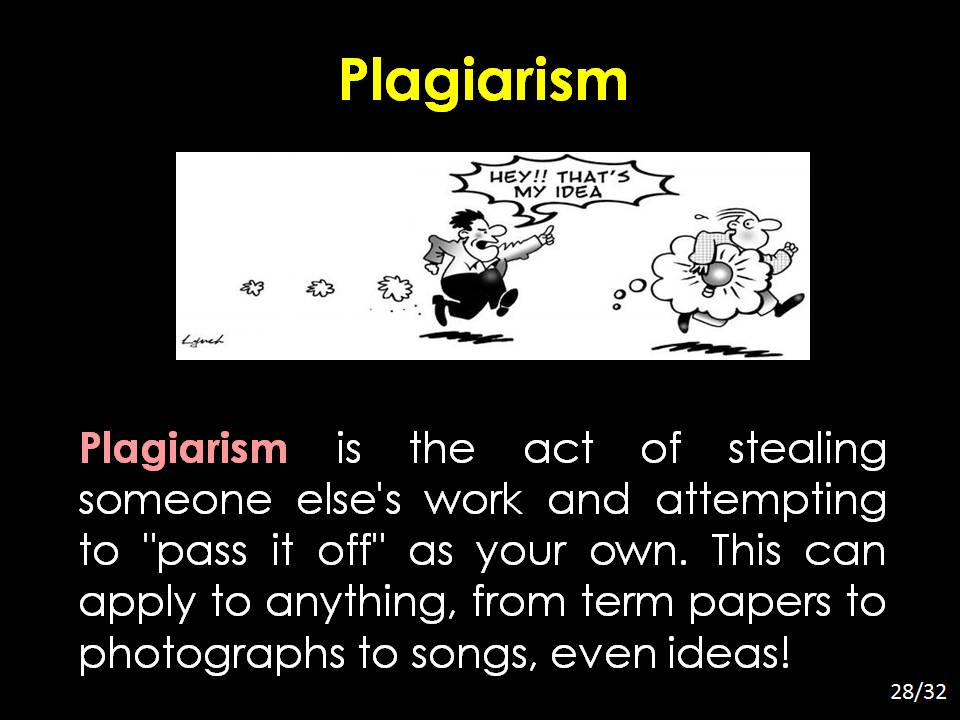 Plagiarism
HEY!! THAT'S
MY IDEA
Lynch
Plagiarism is the act of stealing
someone else's work and attempting
to "pass it off" as your own. This can
apply to anything, from term papers to
photographs to songs, even ideas!
28/32